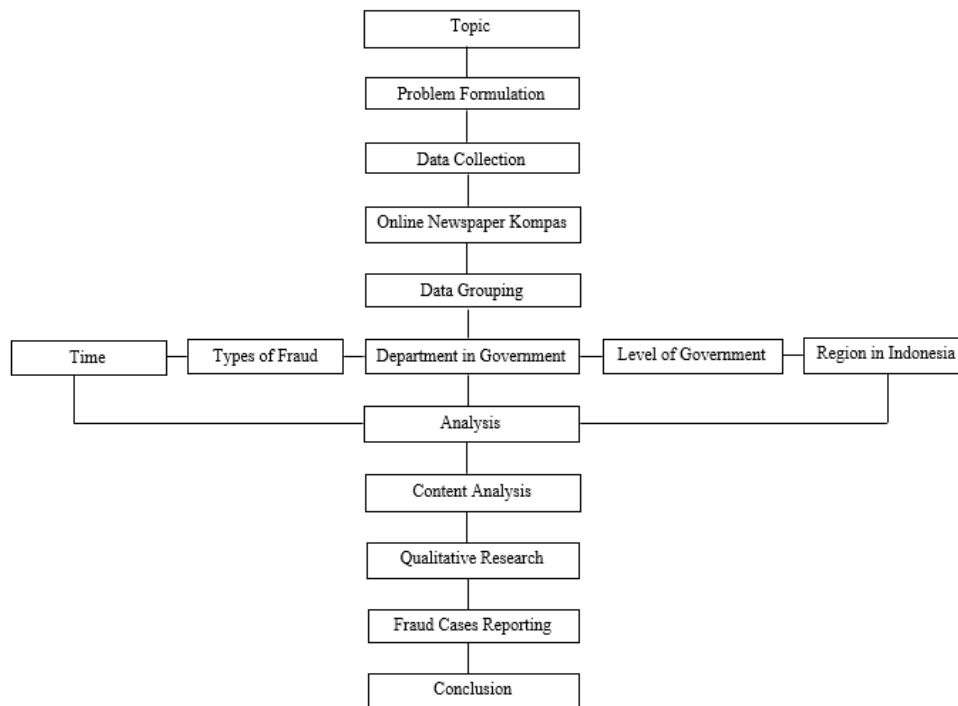 Topic
Problem Formulation
Data Collection
Online Newspaper Kompas
Data Grouping
Time
Types of Fraud
Department in Government
Level of Government
Region in Indonesia
Analysis
Content Analysis
Qualitative Research
Fraud Cases Reporting
Conclusion